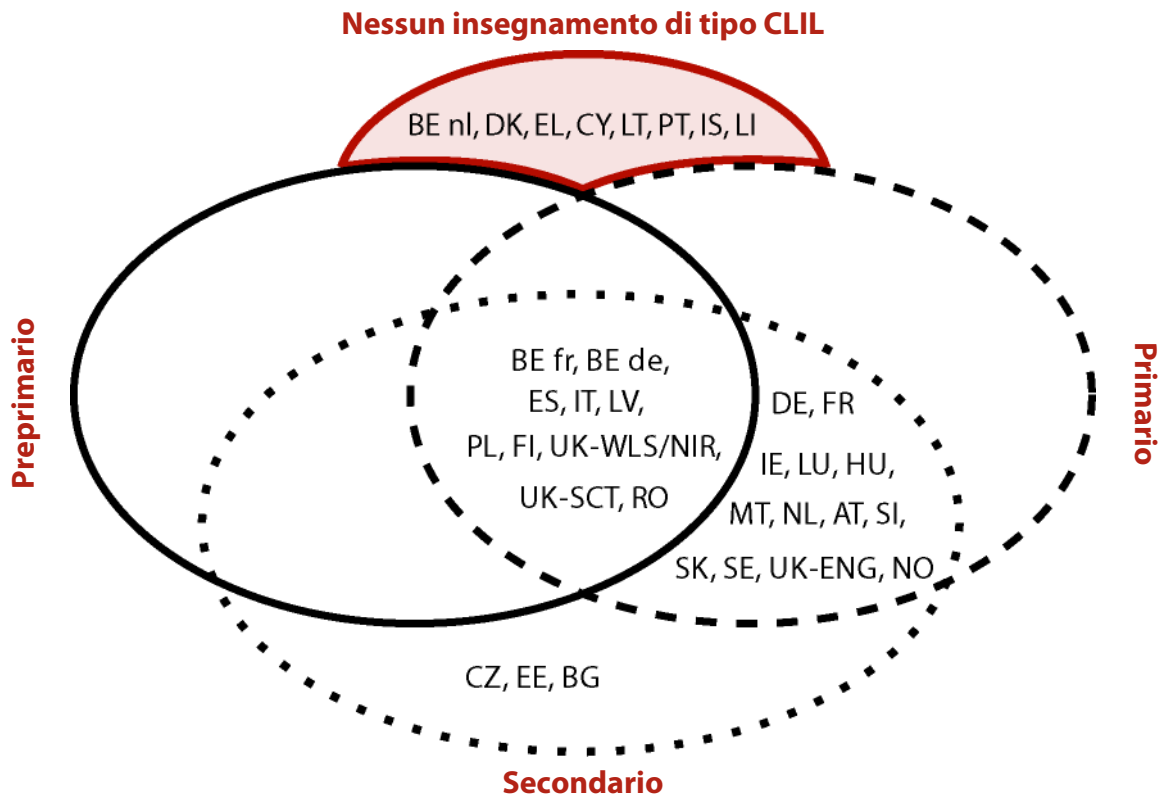 Nessun insegnamento di tipo CLIL
BE nl, DK, EL, CY, LT, PT, IS, LI
Preprimario
Primario
BE fr, BE de,
ES, IT, LV,
PL, FI, UK-WLS/NIR,
UK-SCT, RO
DE, FR
IE, LU, HU,
MT, NL, AT, SI,
SK, SE, UK-ENG, NO
CZ, EE, BG
Secondario